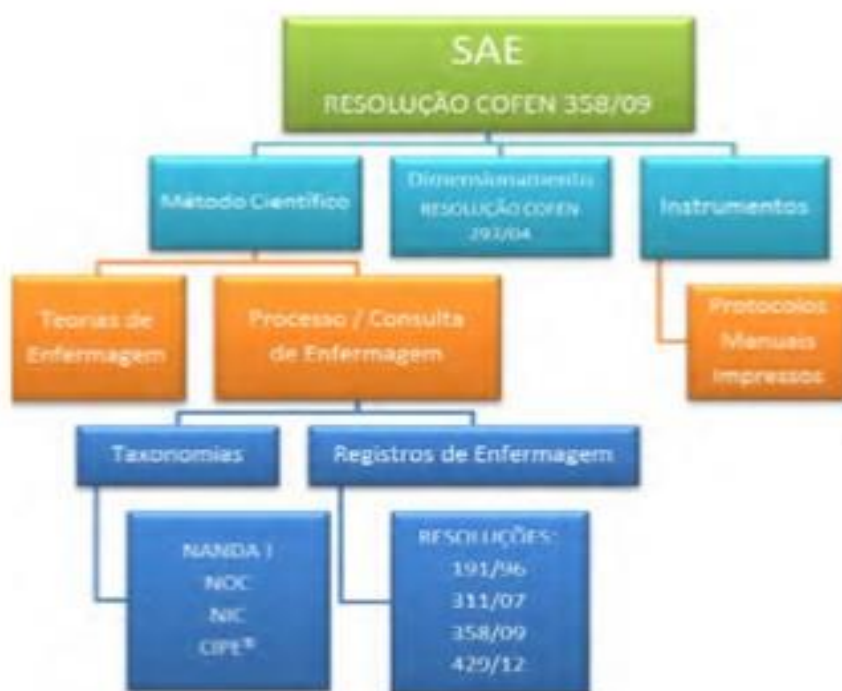 SAE
RESOLUÇÃO COFEN 358/09
Método Científico
Dimensionamento
RESOLUÇÃO COFEN
293/04
Instrumentos
Teorias de
Enfermagem
Processo / Consulta
de Enfermagem
Protocolos
Manuais
Impressos
Taxonomias
Registros de Enfermagem
NANDA I
NOC
NIC
CIPE®
RESOLUÇÕES:
191/96
311/07
358/09
429/12